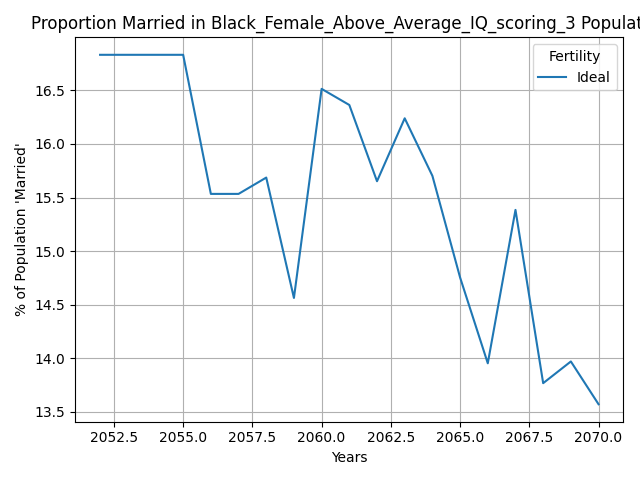 Proportion Married in Black_Female_Above_Average_IQ_scoring_3 Populat
Fertility
Ideal
% of Population 'Married'
16.5
16.0
15.5
15.0
14.5
14.0
13.5
2052.5 2055.0 2057.5 2060.0 2062.5 2065.0 2067.5 2070.0
Years